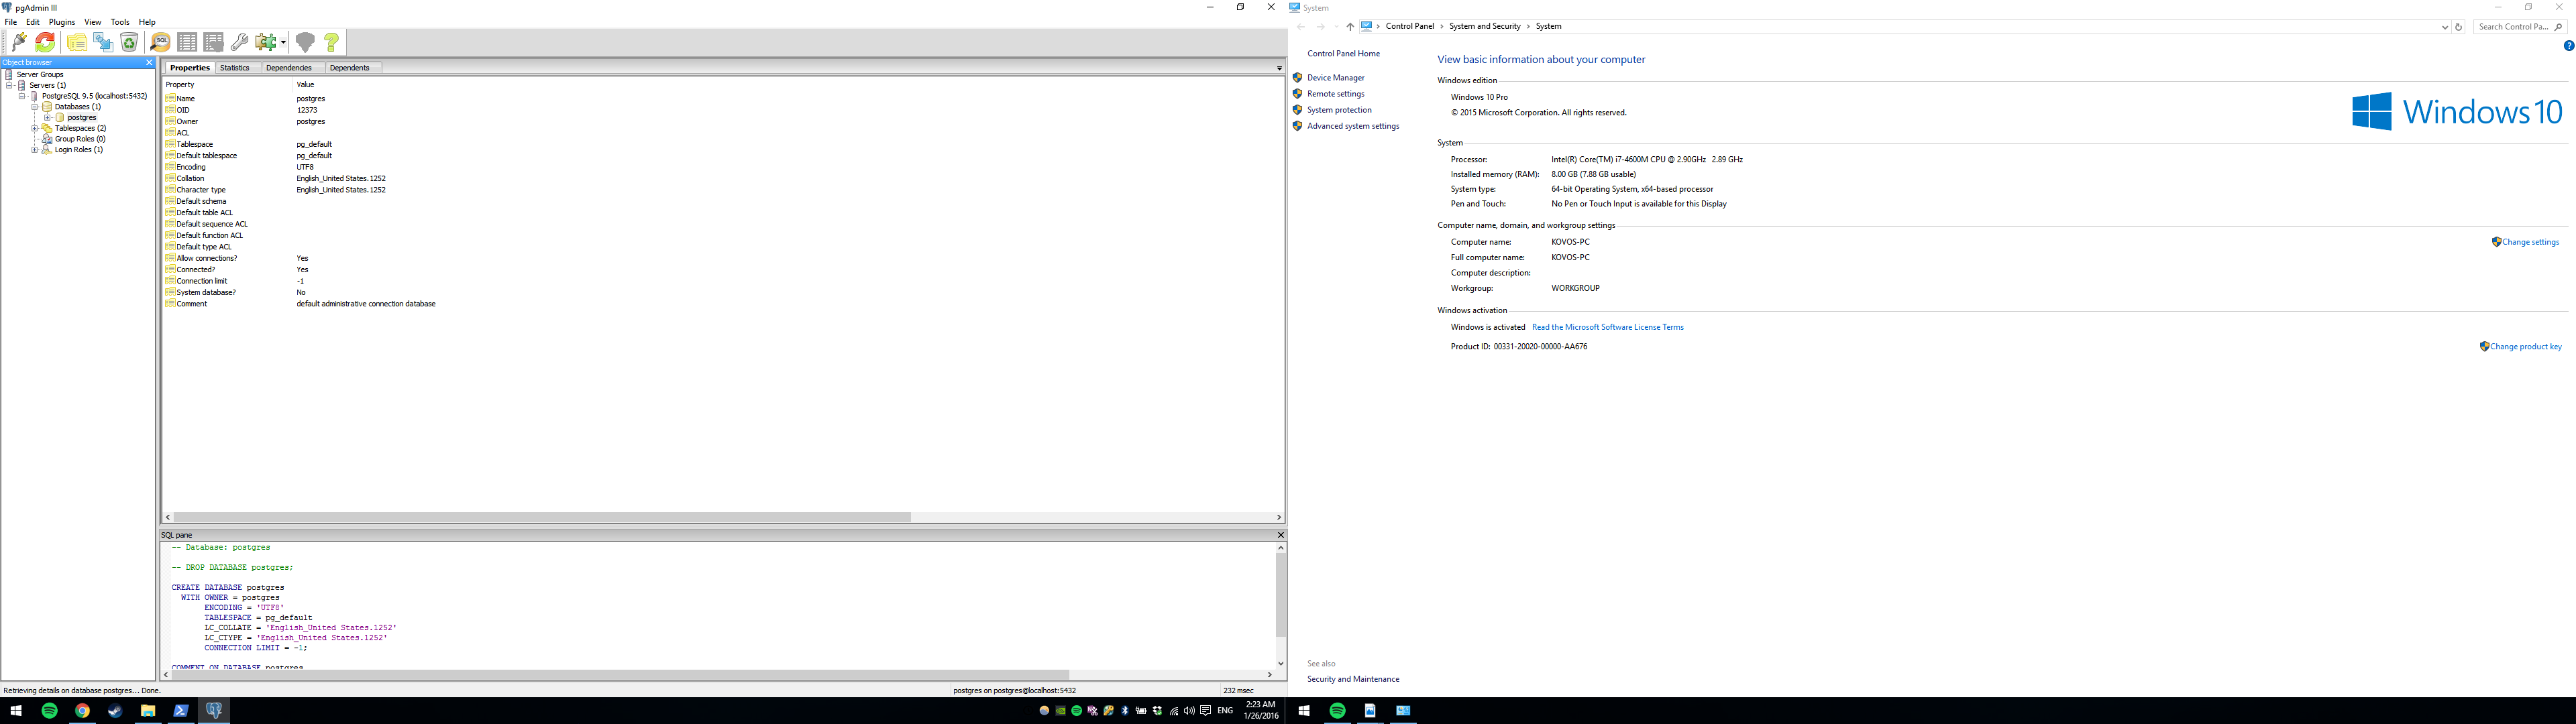 pgAdmin III
File Edit Plugins View Tools Help
SQL
Object browser
Server Groups
Servers (1)
PostgreSQL 9.5 (localhost:5432)
Databases (1)
postgres
Tablespaces (2)
Group Roles (0)
Login Roles (1)
Properties Statistics Dependencies Dependents
Property Value
Name postgres
OID 12373
Owner postgres
ACL
Tablespace pg_default
Default tablespace pg_default
Encoding UTF8
Collation English_United States.1252
Character type English_United States.1252
Default schema
Default table ACL
Default sequence ACL
Default function ACL
Default type ACL
Allow connections? Yes
Connected? Yes
Connection limit -1
System database? No
Comment default administrative connection database
SQL pane
-- Database: postgres
-- DROP DATABASE postgres;
CREATE DATABASE postgres
WITH OWNER = postgres
ENCODING = 'UTF8'
TABLESPACE = pg_default
LC_COLLATE = 'English_United States.1252'
LC_CTYPE = 'English_United States.1252'
CONNECTION LIMIT = -1;
COMMENT ON DATABASE postgres
Retrieving details on database postgres... Done. postgres on postgres@localhost:5432 232 msec
ENG 2:23 AM
1/26/2016
System
Control Panel System and Security System Search Control Pa...
Control Panel Home
Device Manager
Remote settings
System protection
Advanced system settings
View basic information about your computer
Windows edition
Windows 10 Pro
© 2015 Microsoft Corporation. All rights reserved.
Windows 10
System
Processor: Intel(R) Core(TM) i7-4600M CPU @ 2.90GHz 2.89 GHz
Installed memory (RAM): 8.00 GB (7.88 GB usable)
System type: 64-bit Operating System, x64-based processor
Pen and Touch: No Pen or Touch Input is available for this Display
Computer name, domain, and workgroup settings
Computer name: KOVOS-PC Change settings
Full computer name: KOVOS-PC
Computer description:
Workgroup: WORKGROUP
Windows activation
Windows is activated Read the Microsoft Software License Terms
Product ID: 00331-20020-00000-AA676 Change product key
See also
Security and Maintenance